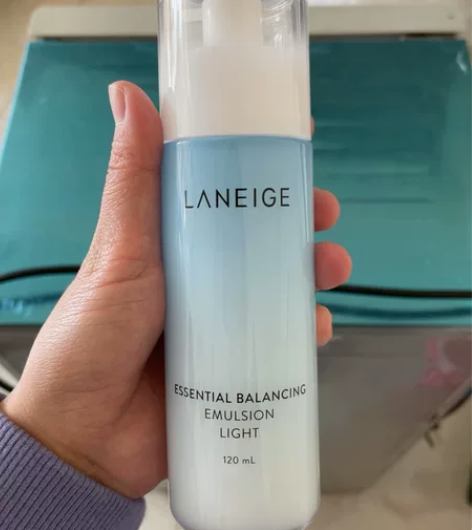 LANEIGE
ESSENTIAL BALANCING
EMULSION
LIGHT
120 mL